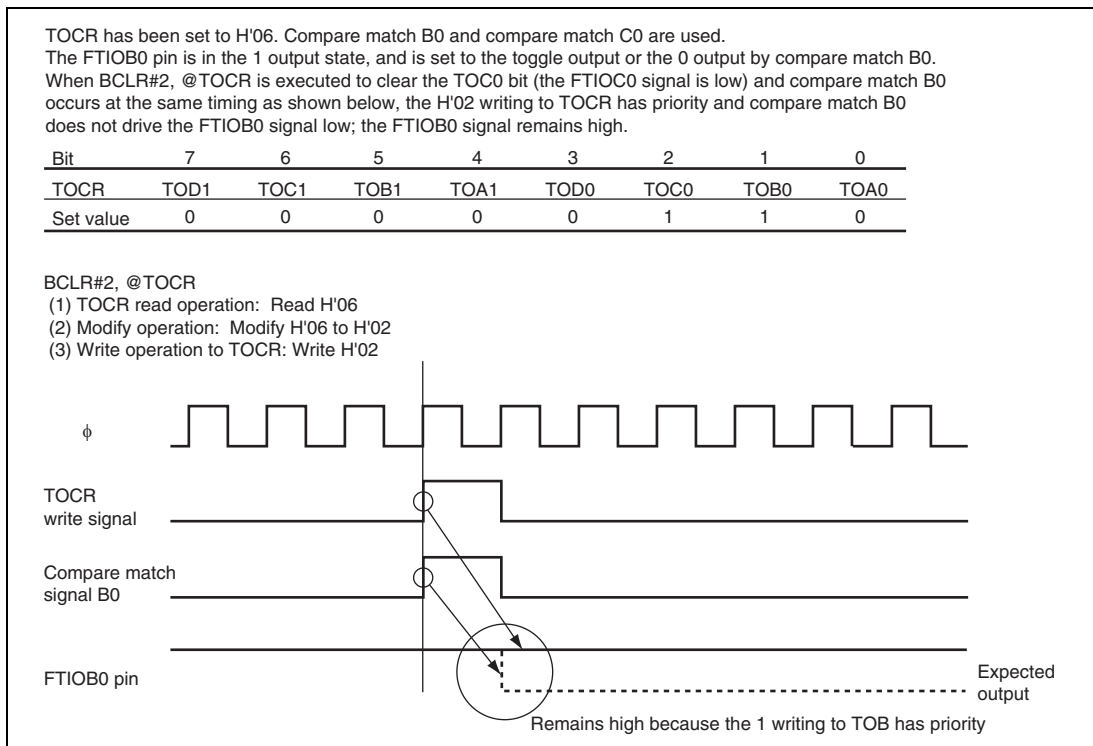 TOCR has been set to H'06. Compare match B0 and compare match C0 are used.
The FTIOB0 pin is in the 1 output state, and is set to the toggle output or the 0 output by compare match B0.
When BCLR#2, @TOCR is executed to clear the TOC0 bit (the FTIOC0 signal is low) and compare match B0
occurs at the same timing as shown below, the H'02 writing to TOCR has priority and compare match B0
does not drive the FTIOB0 signal low; the FTIOB0 signal remains high.
Bit 7 6 5 4 3 2 1 0
TOCR TOD1 TOC1 TOB1 TOA1 TOD0 TOC0 TOB0 TOA0
Set value 0 0 0 0 0 1 1 0
BCLR#2, @TOCR
(1) TOCR read operation: Read H'06
(2) Modify operation: Modify H'06 to H'02
(3) Write operation to TOCR: Write H'02
ϕ
TOCR
write signal
Compare match
signal B0
FTIOB0 pin
Expected
output
Remains high because the 1 writing to TOB has priority